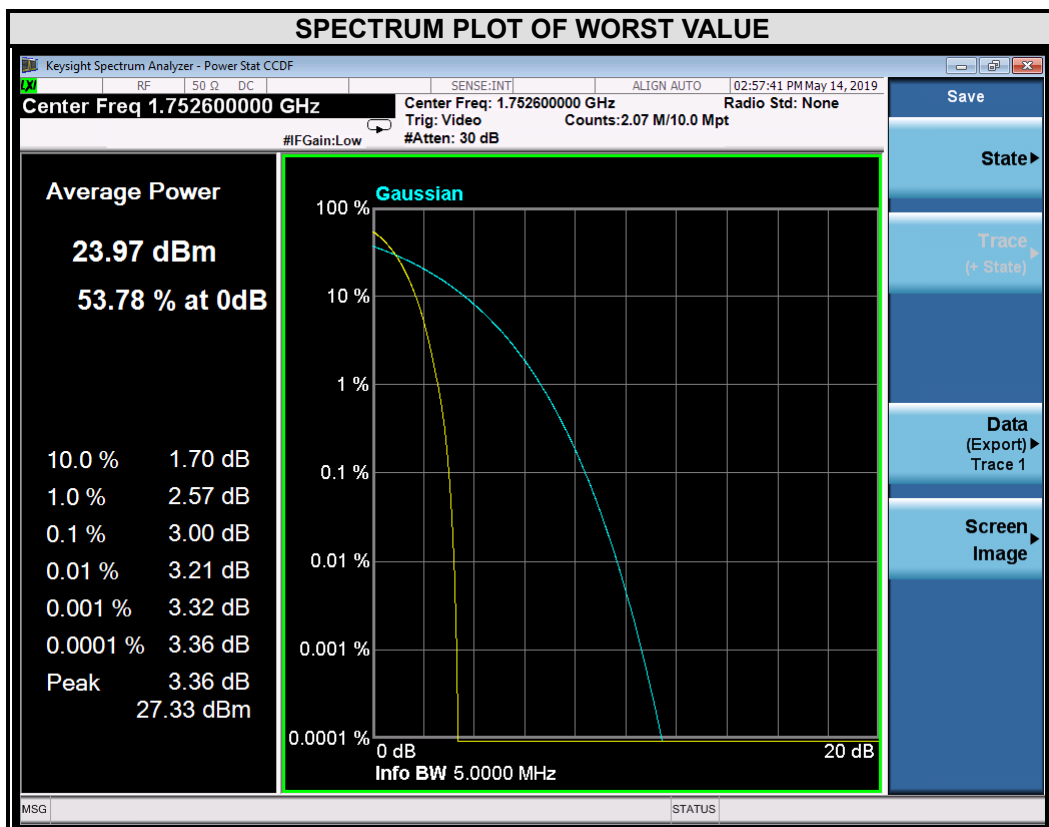 SPECTRUM PLOT OF WORST VALUE
Keysight Spectrum Analyzer - Power Stat CCDF
LXI RF 50 Ω DC SENSE:INT ALIGN AUTO 02:57:41 PM May 14, 2019
Center Freq 1.752600000 GHz
Center Freq: 1.752600000 GHz Radio Std: None
Trig: Video Counts:2.07 M/10.0 Mpt
#IFGain:Low #Atten: 30 dB
Average Power
23.97 dBm
53.78 % at 0dB
10.0 % 1.70 dB
1.0 % 2.57 dB
0.1 % 3.00 dB
0.01 % 3.21 dB
0.001 % 3.32 dB
0.0001 % 3.36 dB
Peak 3.36 dB
27.33 dBm
Gaussian
100 %
10 %
1 %
0.1 %
0.01 %
0.001 %
0.0001 %
0 dB 20 dB
Info BW 5.0000 MHz
Save
State
Trace
(+ State)
Data
(Export)
Trace 1
Screen
Image
MSG STATUS